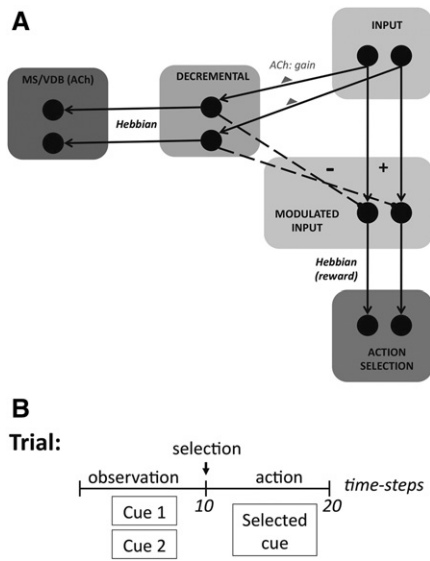 A
INPUT
MS/VDB (ACh)
DECREMENTAL
ACh: gain
Hebbian
-
+
MODULATED
INPUT
Hebbian
(reward)
ACTION
SELECTION
B
Trial:
selection
observation
action
time-steps
10
20
Cue 1
Cue 2
Selected
cue